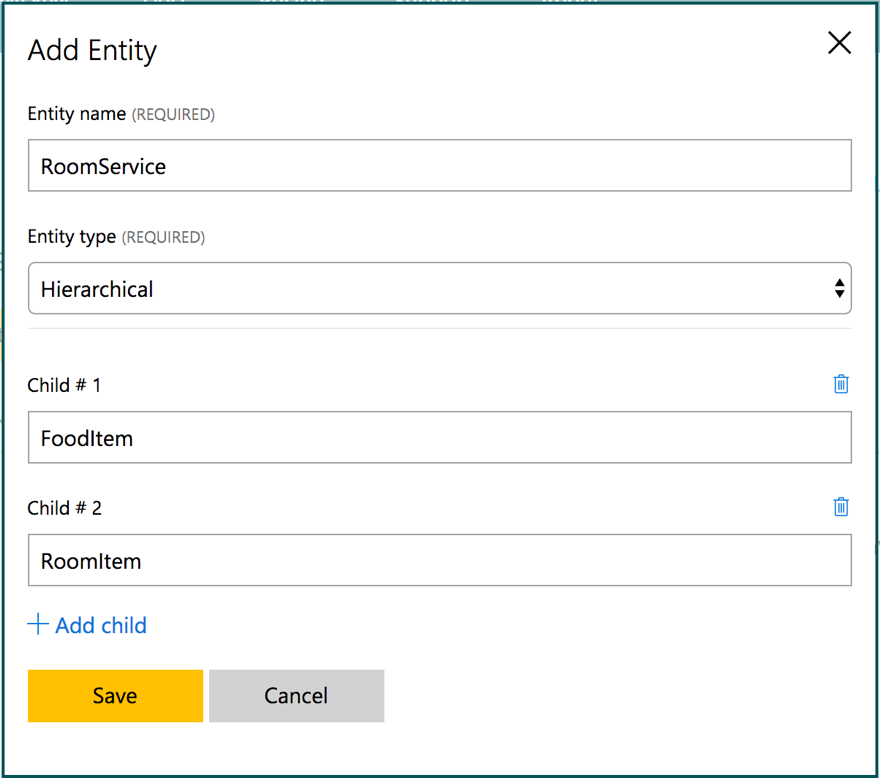 Add Entity
Entity name (REQUIRED)
RoomService
Entity type (REQUIRED)
Hierarchical
Child # 1
FoodItem
Child # 2
RoomItem
Add child
Save Cancel